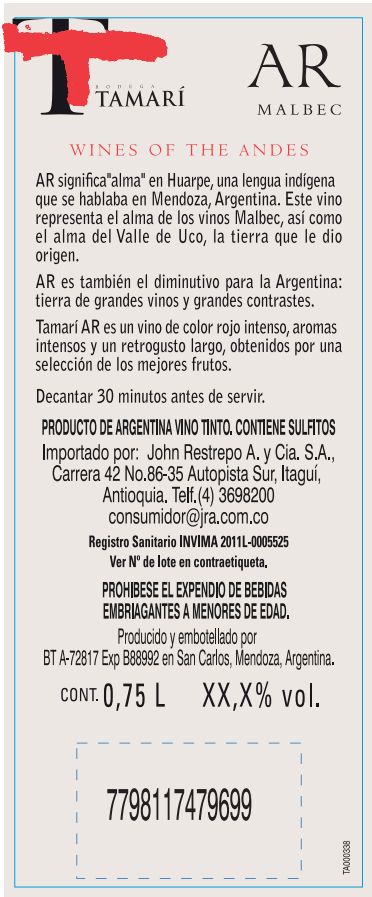 T
BODEGA
TAMARÍ
AR
MALBEC
WINES OF THE ANDES
AR significa"alma" en Huarpe, una lengua indígena
que se hablaba en Mendoza, Argentina. Este vino
representa el alma de los vinos Malbec, así como
el alma del Valle de Uco, la tierra que le dio
origen.
AR es también el diminutivo para la Argentina:
tierra de grandes vinos y grandes contrastes.
Tamarí AR es un vino de color rojo intenso, aromas
intensos y un retrogusto largo, obtenidos por una
selección de los mejores frutos.
Decantar 30 minutos antes de servir.
PRODUCTO DE ARGENTINA VINO TINTO. CONTIENE SULFITOS
Importado por: John Restrepo A. y Cia. S.A.,
Carrera 42 No.86-35 Autopista Sur, Itaguí,
Antioquia. Telf.(4) 3698200
consumidor@jra.com.co
Registro Sanitario INVIMA 2011L-0005525
Ver Nº de lote en contraetiqueta.
PROHIBESE EL EXPENDIO DE BEBIDAS
EMBRIAGANTES A MENORES DE EDAD.
Producido y embotellado por
BT A-72817 Exp B88992 en San Carlos, Mendoza, Argentina.
CONT. 0,75 L XX,X% vol.
7798117479699
TA000338